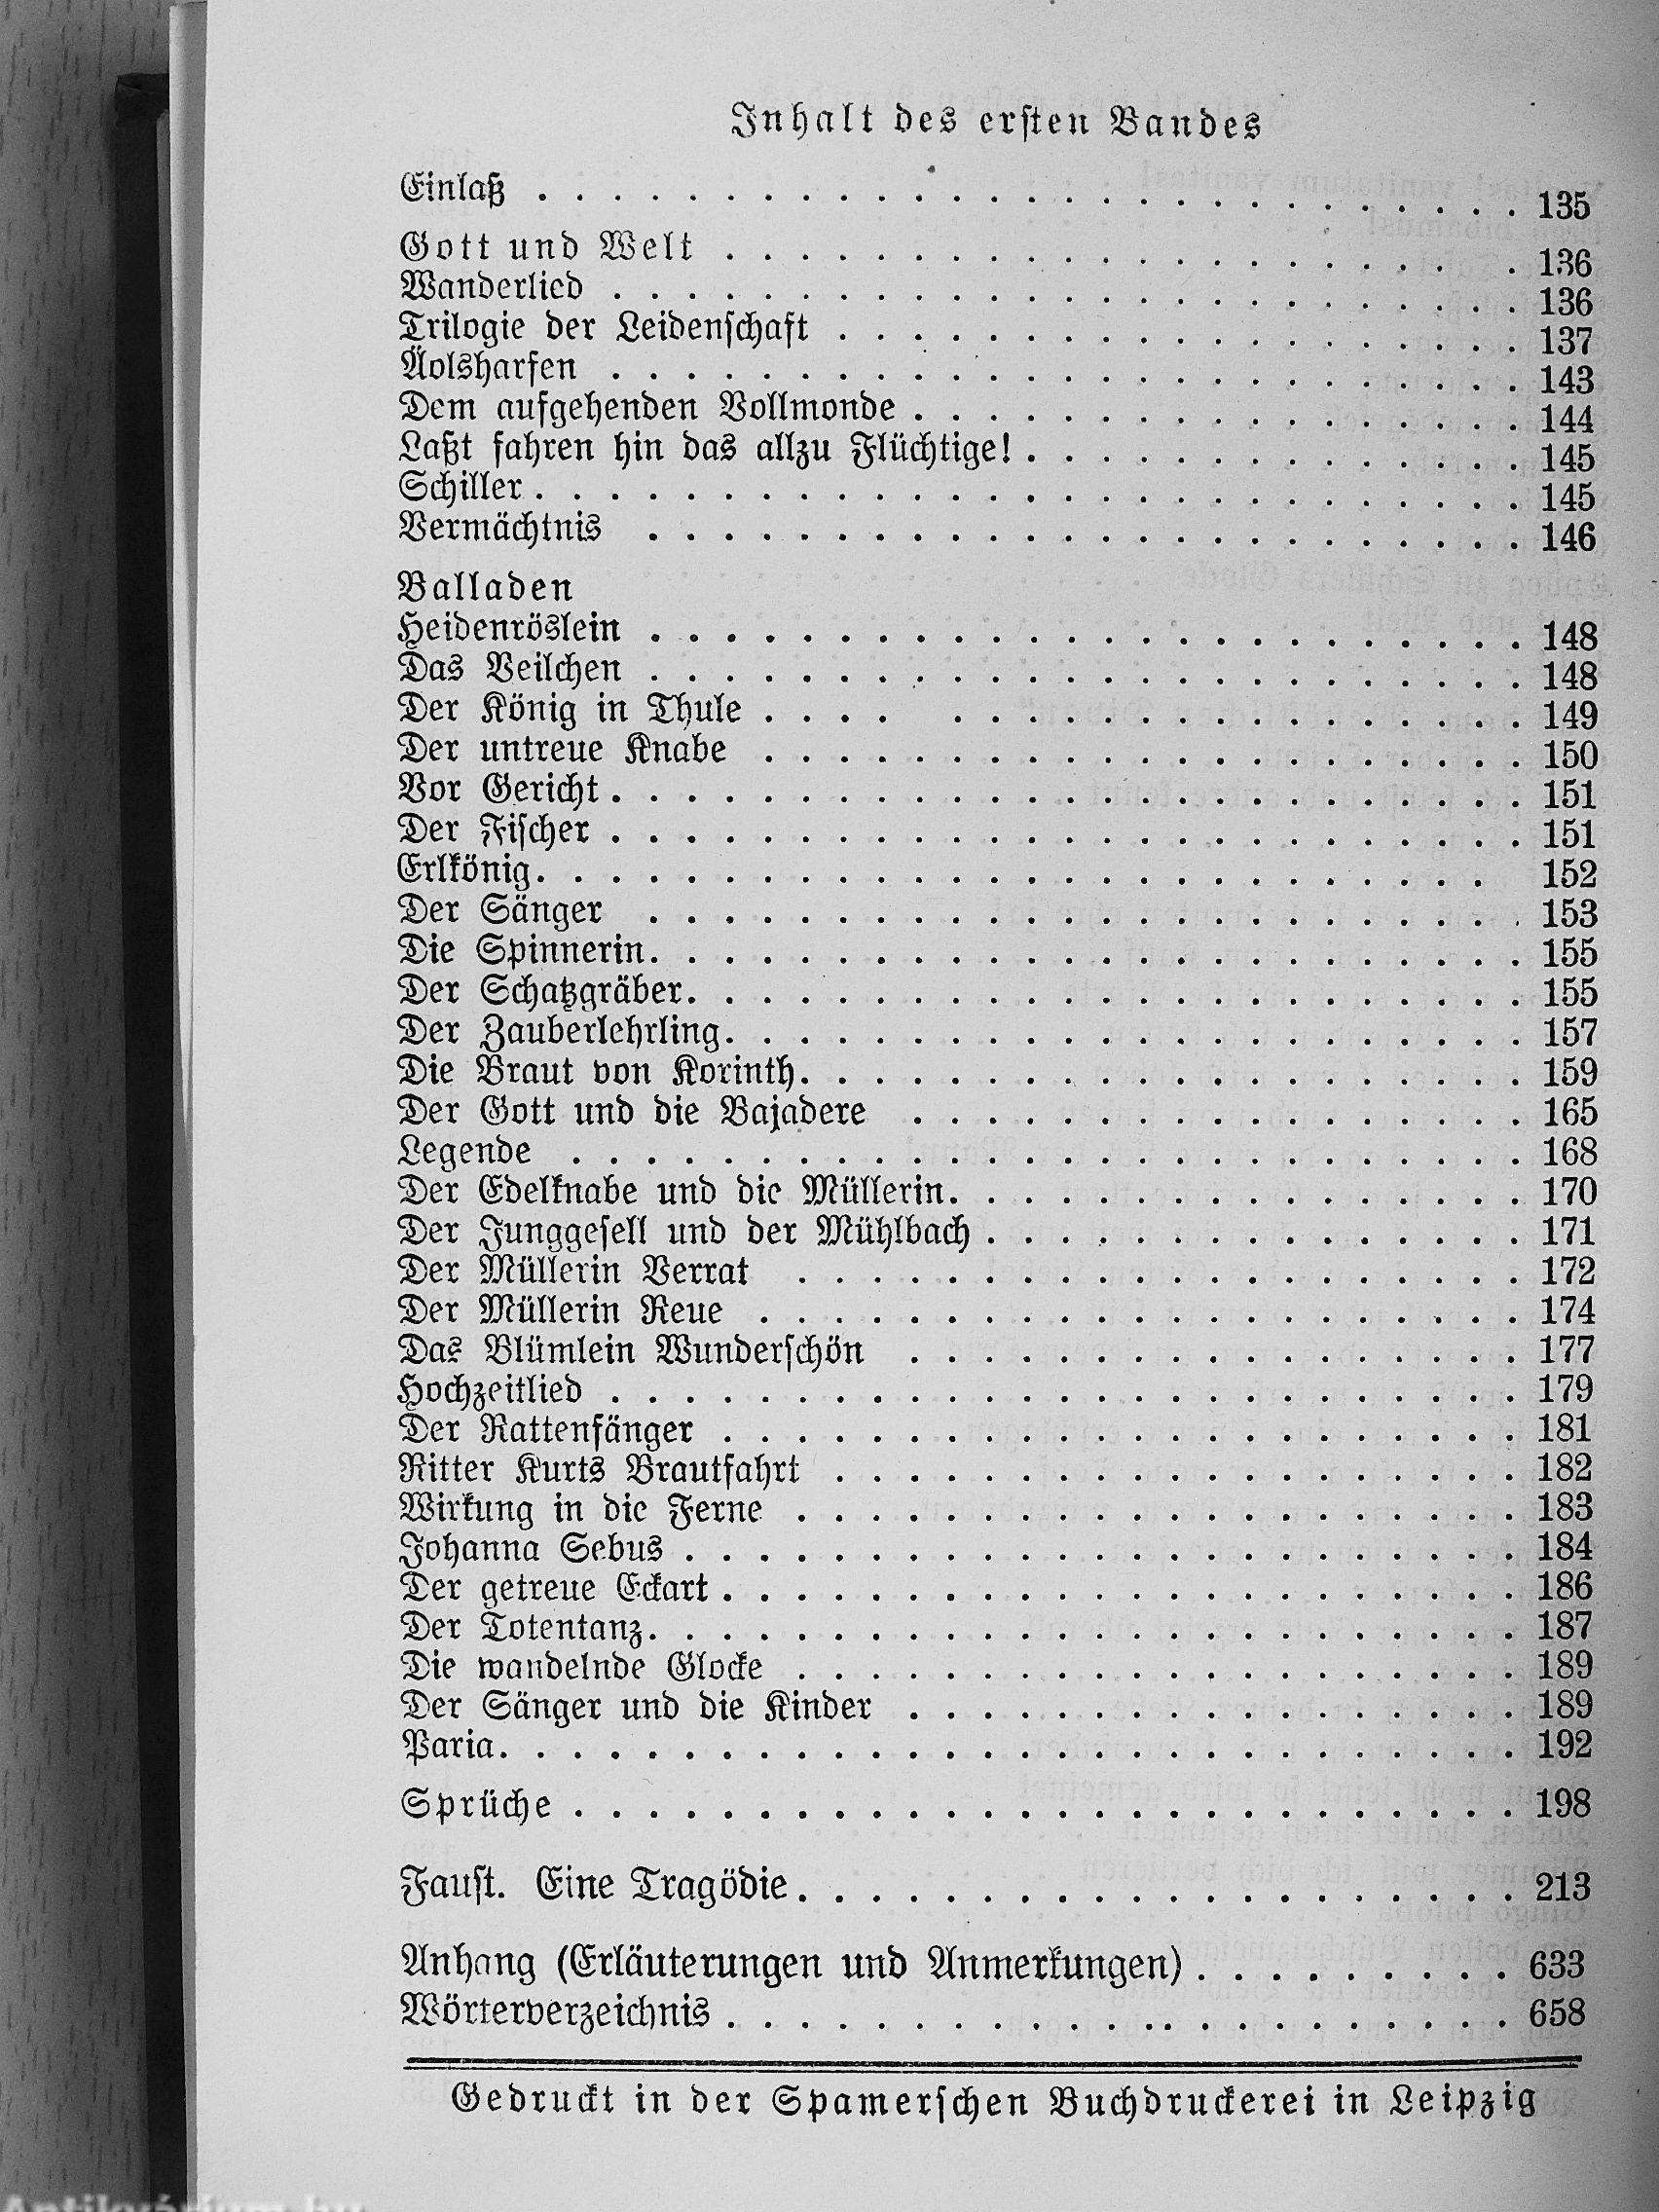 Inhalt des ersten Bandes
Einlaß . . . . . . . . . . . . . . . . . . . . . . . . . . . 135
Gott und Welt . . . . . . . . . . . . . . . . . . . . . 136
Wanderlied . . . . . . . . . . . . . . . . . . . . . . . . 136
Trilogie der Leidenschaft . . . . . . . . . . . . . . . . . . 137
Äolsharfen . . . . . . . . . . . . . . . . . . . . . . . . 143
Dem aufgehenden Vollmonde . . . . . . . . . . . . . . . . 144
Laßt fahren hin das allzu Flüchtige! . . . . . . . . . . . . . 145
Schiller . . . . . . . . . . . . . . . . . . . . . . . . . . 145
Vermächtnis . . . . . . . . . . . . . . . . . . . . . . . 146
Balladen
Heidenröslein . . . . . . . . . . . . . . . . . . . . . . . 148
Das Veilchen . . . . . . . . . . . . . . . . . . . . . . . 148
Der König in Thule . . . . . . . . . . . . . . . . . . . 149
Der untreue Knabe . . . . . . . . . . . . . . . . . . . . 150
Vor Gericht . . . . . . . . . . . . . . . . . . . . . . . . 151
Der Fischer . . . . . . . . . . . . . . . . . . . . . . . . 151
Erlkönig . . . . . . . . . . . . . . . . . . . . . . . . . 152
Der Sänger . . . . . . . . . . . . . . . . . . . . . . . 153
Die Spinnerin . . . . . . . . . . . . . . . . . . . . . . . 155
Der Schatzgräber . . . . . . . . . . . . . . . . . . . . . . 155
Der Zauberlehrling . . . . . . . . . . . . . . . . . . . . . 157
Die Braut von Korinth . . . . . . . . . . . . . . . . . . . 159
Der Gott und die Bajadere . . . . . . . . . . . . . . . . 165
Legende . . . . . . . . . . . . . . . . . . . . . . . . . 168
Der Edelknabe und die Müllerin . . . . . . . . . . . . . . . 170
Der Junggesell und der Mühlbach . . . . . . . . . . . . . . 171
Der Müllerin Verrat . . . . . . . . . . . . . . . . . . . 172
Der Müllerin Reue . . . . . . . . . . . . . . . . . . . . 174
Das Blümlein Wunderschön . . . . . . . . . . . . . . . . 177
Hochzeitlied . . . . . . . . . . . . . . . . . . . . . . . . 179
Der Rattenfänger . . . . . . . . . . . . . . . . . . . . . 181
Ritter Kurts Brautfahrt . . . . . . . . . . . . . . . . . . 182
Wirkung in die Ferne . . . . . . . . . . . . . . . . . . . 183
Johanna Sebus . . . . . . . . . . . . . . . . . . . . . . 184
Der getreue Eckart . . . . . . . . . . . . . . . . . . . . . 186
Der Totentanz . . . . . . . . . . . . . . . . . . . . . . . 187
Die wandelnde Glocke . . . . . . . . . . . . . . . . . . . 189
Der Sänger und die Kinder . . . . . . . . . . . . . . . . 189
Paria . . . . . . . . . . . . . . . . . . . . . . . . . . . 192
Sprüche . . . . . . . . . . . . . . . . . . . . . . . . . 198
Faust. Eine Tragödie . . . . . . . . . . . . . . . . . . . 213
Anhang (Erläuterungen und Anmerkungen) . . . . . . . . . 633
Wörterverzeichnis . . . . . . . . . . . . . . . . . . . . . 658
Gedruckt in der Spamerschen Buchdruckerei in Leipzig
Antikvárium.hu